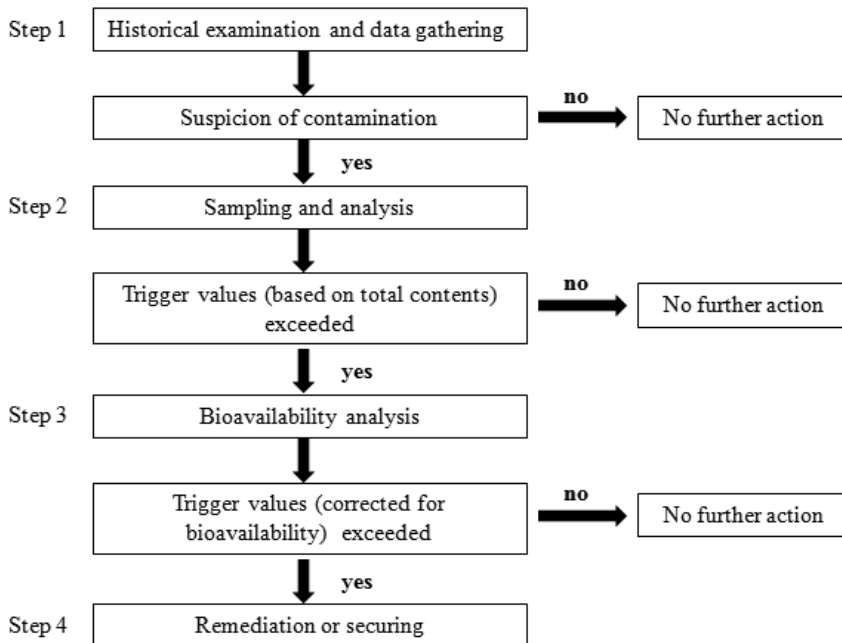 Step 1
Historical examination and data gathering
Suspicion of contamination
no
No further action
yes
Step 2
Sampling and analysis
Trigger values (based on total contents)
exceeded
no
No further action
yes
Step 3
Bioavailability analysis
Trigger values (corrected for
bioavailability) exceeded
no
No further action
yes
Step 4
Remediation or securing